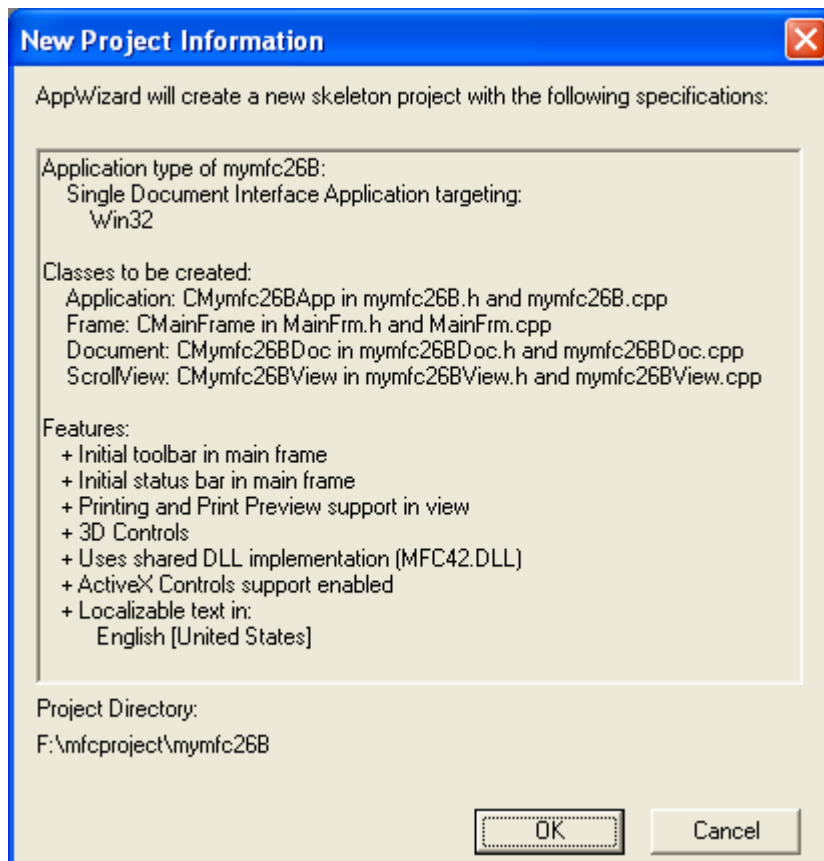 New Project Information
AppWizard will create a new skeleton project with the following specifications:
Application type of mymfc26B:
Single Document Interface Application targeting:
Win32
Classes to be created:
Application: CMymfc26BApp in mymfc26B.h and mymfc26B.cpp
Frame: CMainFrame in MainFrm.h and MainFrm.cpp
Document: CMymfc26BDoc in mymfc26BDoc.h and mymfc26BDoc.cpp
ScrollView: CMymfc26BView in mymfc26BView.h and mymfc26BView.cpp
Features:
+ Initial toolbar in main frame
+ Initial status bar in main frame
+ Printing and Print Preview support in view
+ 3D Controls
+ Uses shared DLL implementation (MFC42.DLL)
+ ActiveX Controls support enabled
+ Localizable text in:
English [United States]
Project Directory:
F:\mfcproject\mymfc26B
OK Cancel